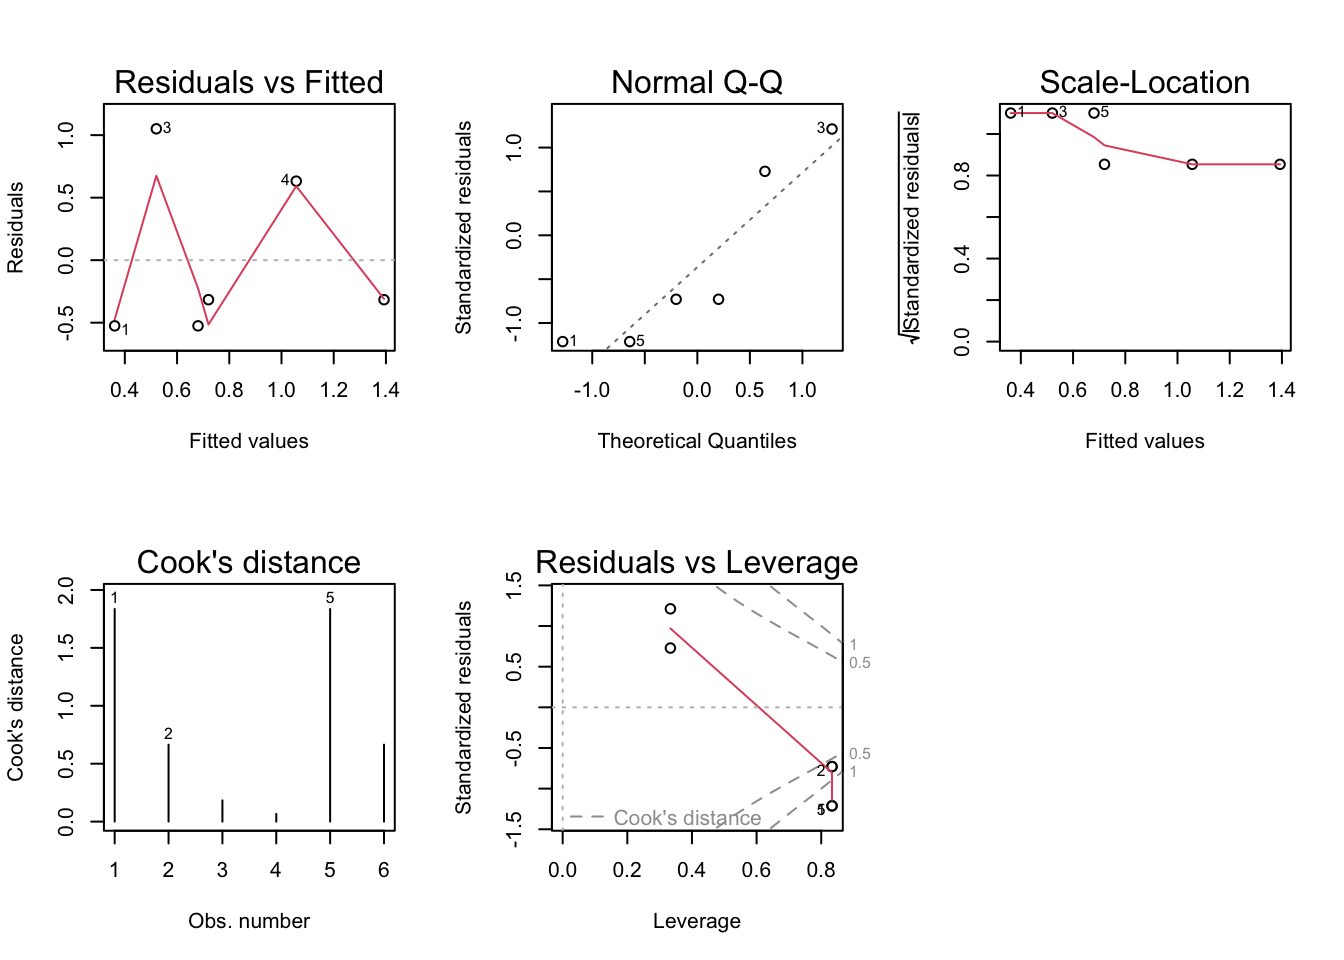 Residuals vs Fitted
Residuals
1.0
0.5
0.0
-0.5
3
4
1
0.4 0.6 0.8 1.0 1.2 1.4
Fitted values
Normal Q-Q
Standardized residuals
1.0
0.0
-1.0
3
1
5
-1.0 0.0 0.5 1.0
Theoretical Quantiles
Scale-Location
√|Standardized residuals|
0.8
0.4
0.0
1
3
5
0.4 0.6 0.8 1.0 1.2 1.4
Fitted values
Cook's distance
Cook's distance
2.0
1.5
1.0
0.5
0.0
1
2
5
1 2 3 4 5 6
Obs. number
Residuals vs Leverage
Standardized residuals
1.5
0.5
-0.5
-1.5
1
0.5
0.5
1
2
Cook's distance
0.0 0.2 0.4 0.6 0.8
Leverage